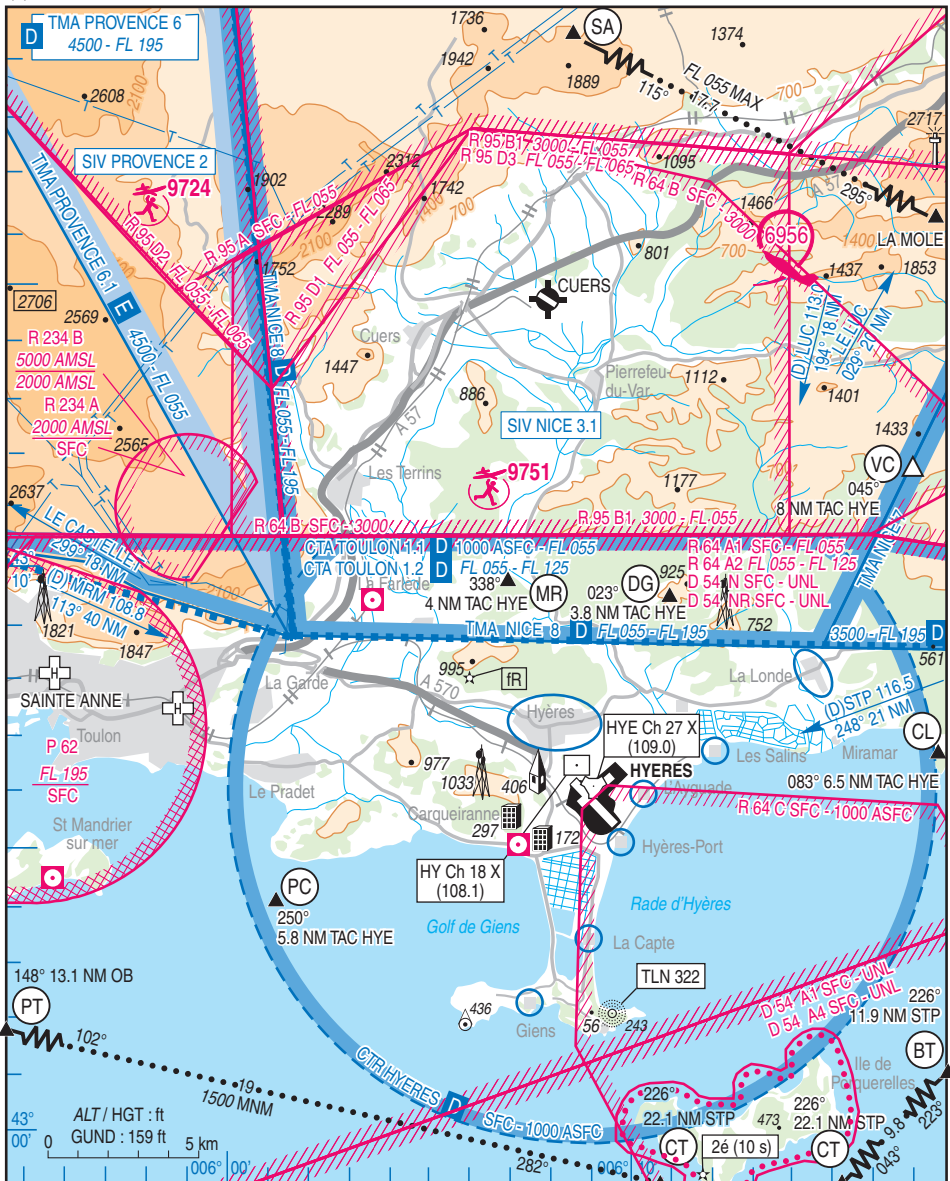 D TMA PROVENCE 6
4500 - FL 195
1736
SA
1374
1942
1889
FL 055 MAX
115°
17.7
700
2100
2608
2717
SIV PROVENCE 2
9724
2312
R 95 B1 3000 - FL 055
R 95 D3 FL 055 - FL 065
1095
R 64 B SFC - 3000
A 57
295°
1902
1742
1400
700
1466
2289
2100
R 95 A SFC - FL 055
6956
1400
LA MOLE
TMA PROVENCE 6.1
E
4500 - FL 055
R 95 D2 FL 055 - FL 065
R 95 D1 FL 055 - FL 065
1752
801
700
1437
1853
2706
2569
TMA NICE 8
D
FL 055 - FL 195
CUERS
(D) LUC 113.0
194° 18 NM
LE LUC
029° 21 NM
R 234 B
5000 AMSL
2000 AMSL
R 234 A
2000 AMSL
SFC
Cuers
1447
Pierrefeu-
du-Var
1112
1401
886
A 57
SIV NICE 3.1
2565
1433
Les Terrins
9751
1177
VC
045°
8 NM TAC HYE
2637
LE CASTELLET
299° 18 NM
R 64 B SFC - 3000
R 95 B1 3000 - FL 055
TMA NICE 7
43°
10'
(D) MRM 108.8
113° 40 NM
CTA TOULON 1.1 D 1000 ASFC - FL 055
CTA TOULON 1.2 D FL 055 - FL 125
R 64 A1 SFC - FL 055
R 64 A2 FL 055 - FL 125
D 54 N SFC - UNL
D 54 NR SFC - UNL
La Farlède
338°
4 NM TAC HYE
MR
023°
DG
925
3.8 NM TAC HYE
752
1821
1847
TMA NICE 8 D FL 055 - FL 195
3500 - FL 195 D
561
995
fR
La Garde
A 570
La Londe
SAINTE ANNE
H
H
Toulon
Hyères
(D) STP 116.5
248° 21 NM
HYE Ch 27 X
(109.0)
CL
P 62
FL 195
SFC
977
1033
406
HYERES
L'Ayguade
Les Salins
Miramar
083° 6.5 NM TAC HYE
Le Pradet
Carqueiranne
297
172
R 64 C SFC - 1000 ASFC
St Mandrier
sur mer
Hyères-Port
HY Ch 18 X
(108.1)
PC
250°
5.8 NM TAC HYE
Golf de Giens
Rade d'Hyères
La Capte
148° 13.1 NM OB
PT
TLN 322
D 54 A1 SFC - UNL
D 54 A4 SFC - UNL
226°
11.9 NM STP
436
Giens
56
243
102°
BT
CTR HYERES D SFC - 1000 ASFC
Ile de
Porquerolles
19
1500 MNM
226°
22.1 NM STP
473
226°
22.1 NM STP
9.8
223°
043°
43°
00'
ALT / HGT : ft
GUND : 159 ft
0
5 km
CT
2é (10 s)
CT
006° 00'
282°
006° 10'